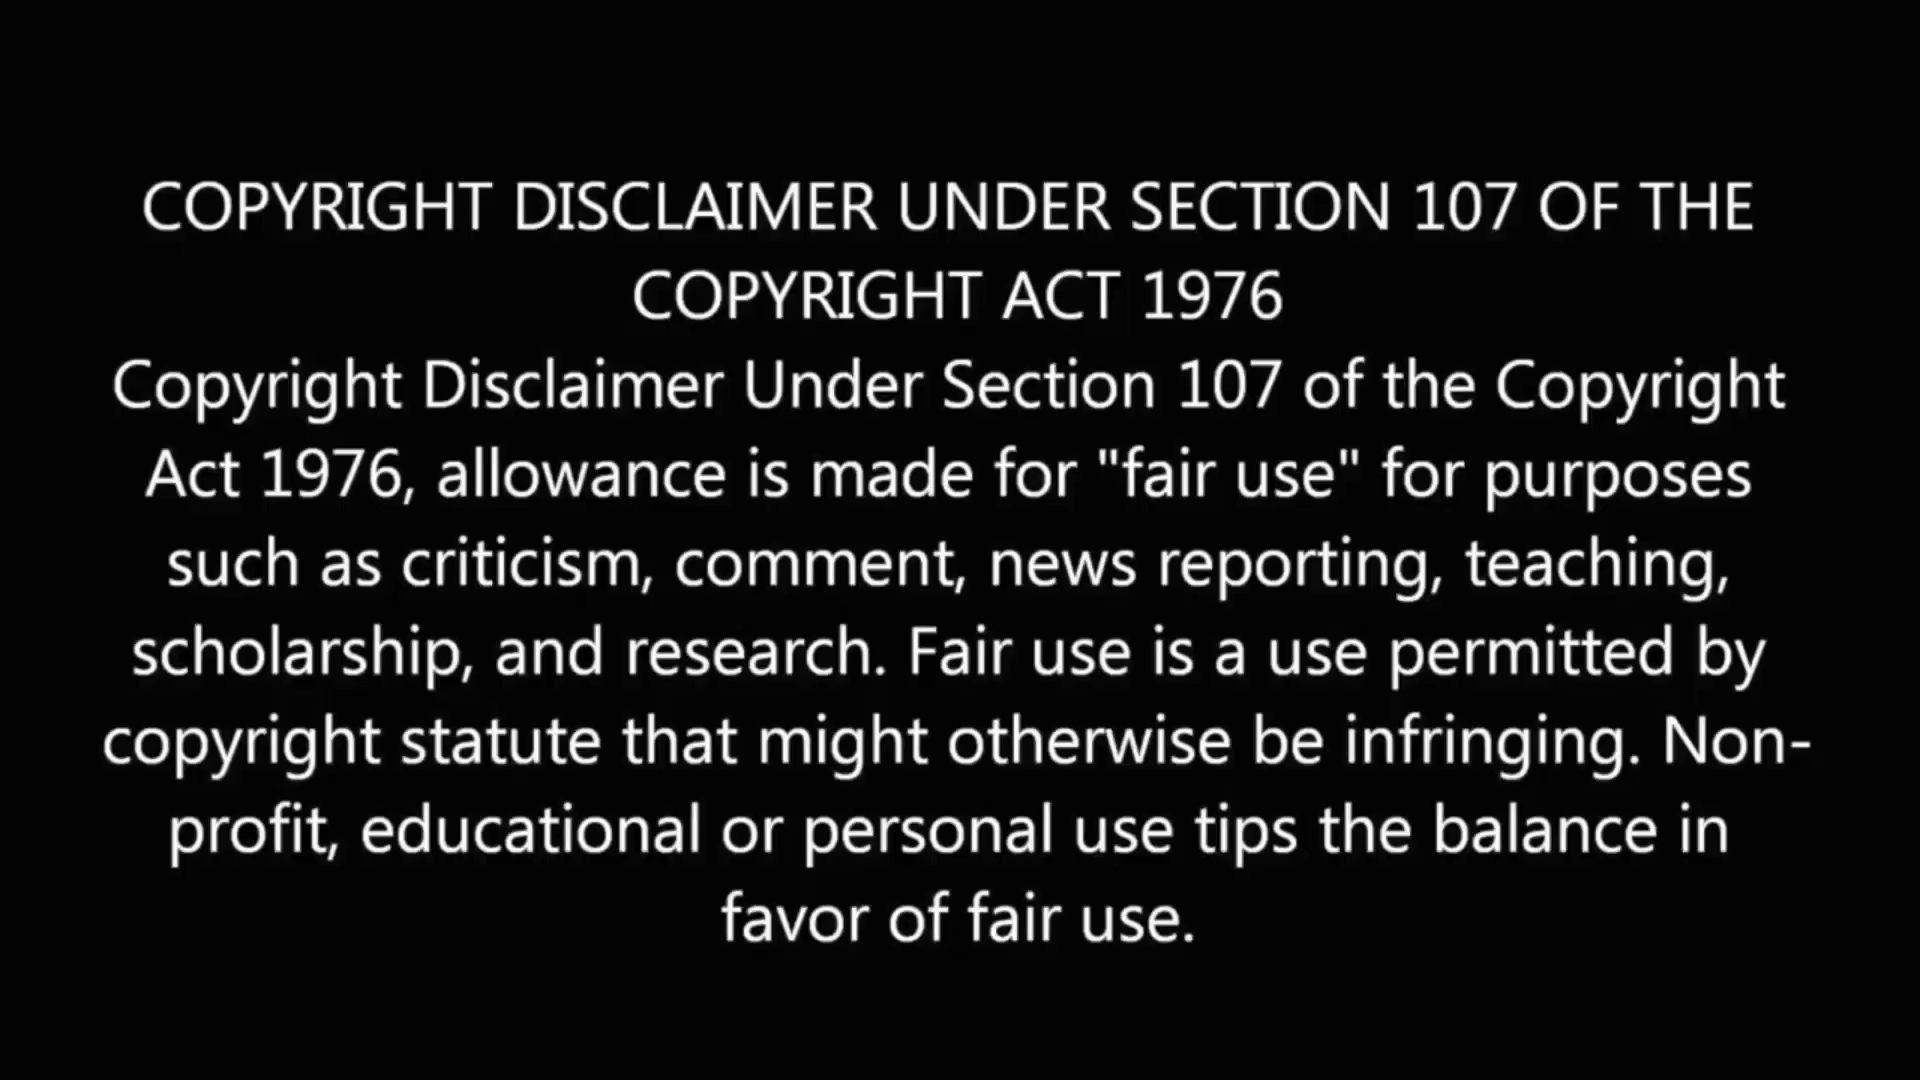 COPYRIGHT DISCLAIMER UNDER SECTION 107 OF THE
COPYRIGHT ACT 1976
Copyright Disclaimer Under Section 107 of the Copyright
Act 1976, allowance is made for "fair use" for purposes
such as criticism, comment, news reporting, teaching,
scholarship, and research. Fair use is a use permitted by
copyright statute that might otherwise be infringing. Non-
profit, educational or personal use tips the balance in
favor of fair use.